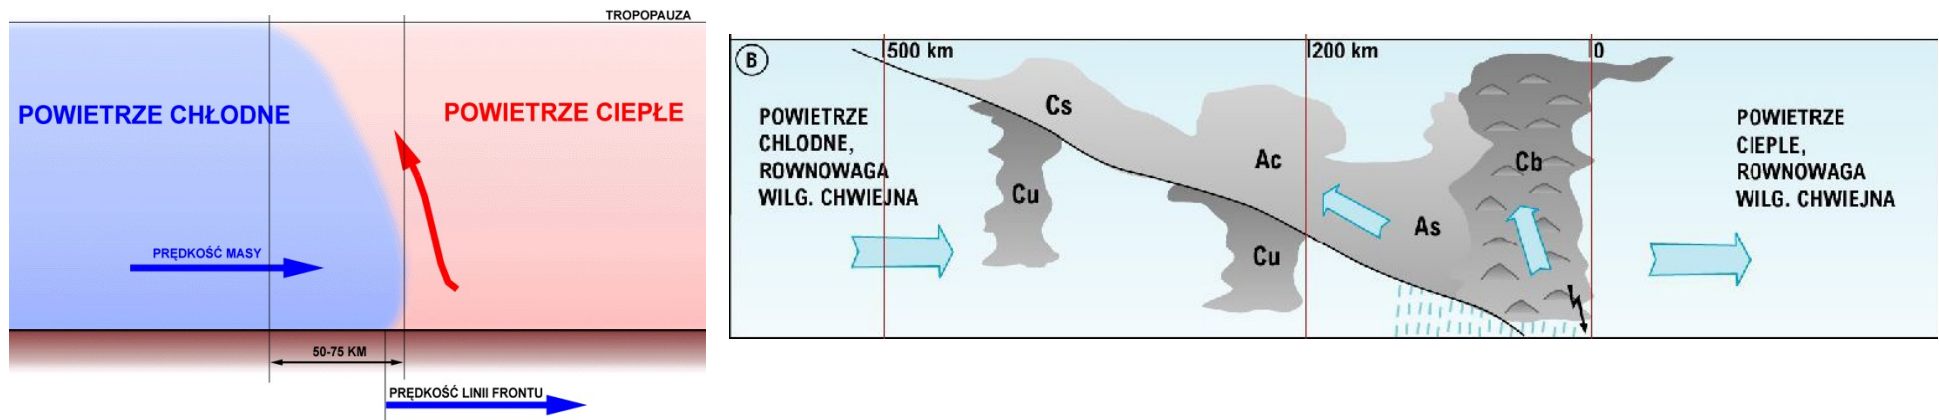 TROPOPAUZA
POWIETRZE CHŁODNE
POWIETRZE CIEPŁE
PRĘDKOŚĆ MASY
50-75 KM
PRĘDKOŚĆ LINII FRONTU
B
500 km
200 km
0
POWIETRZE
CHLODNE,
ROWNOWAGA
WILG. CHWIEJNA
Cs
Cu
Ac
Cu
As
Cb
POWIETRZE
CIEPLE,
ROWNOWAGA
WILG. CHWIEJNA